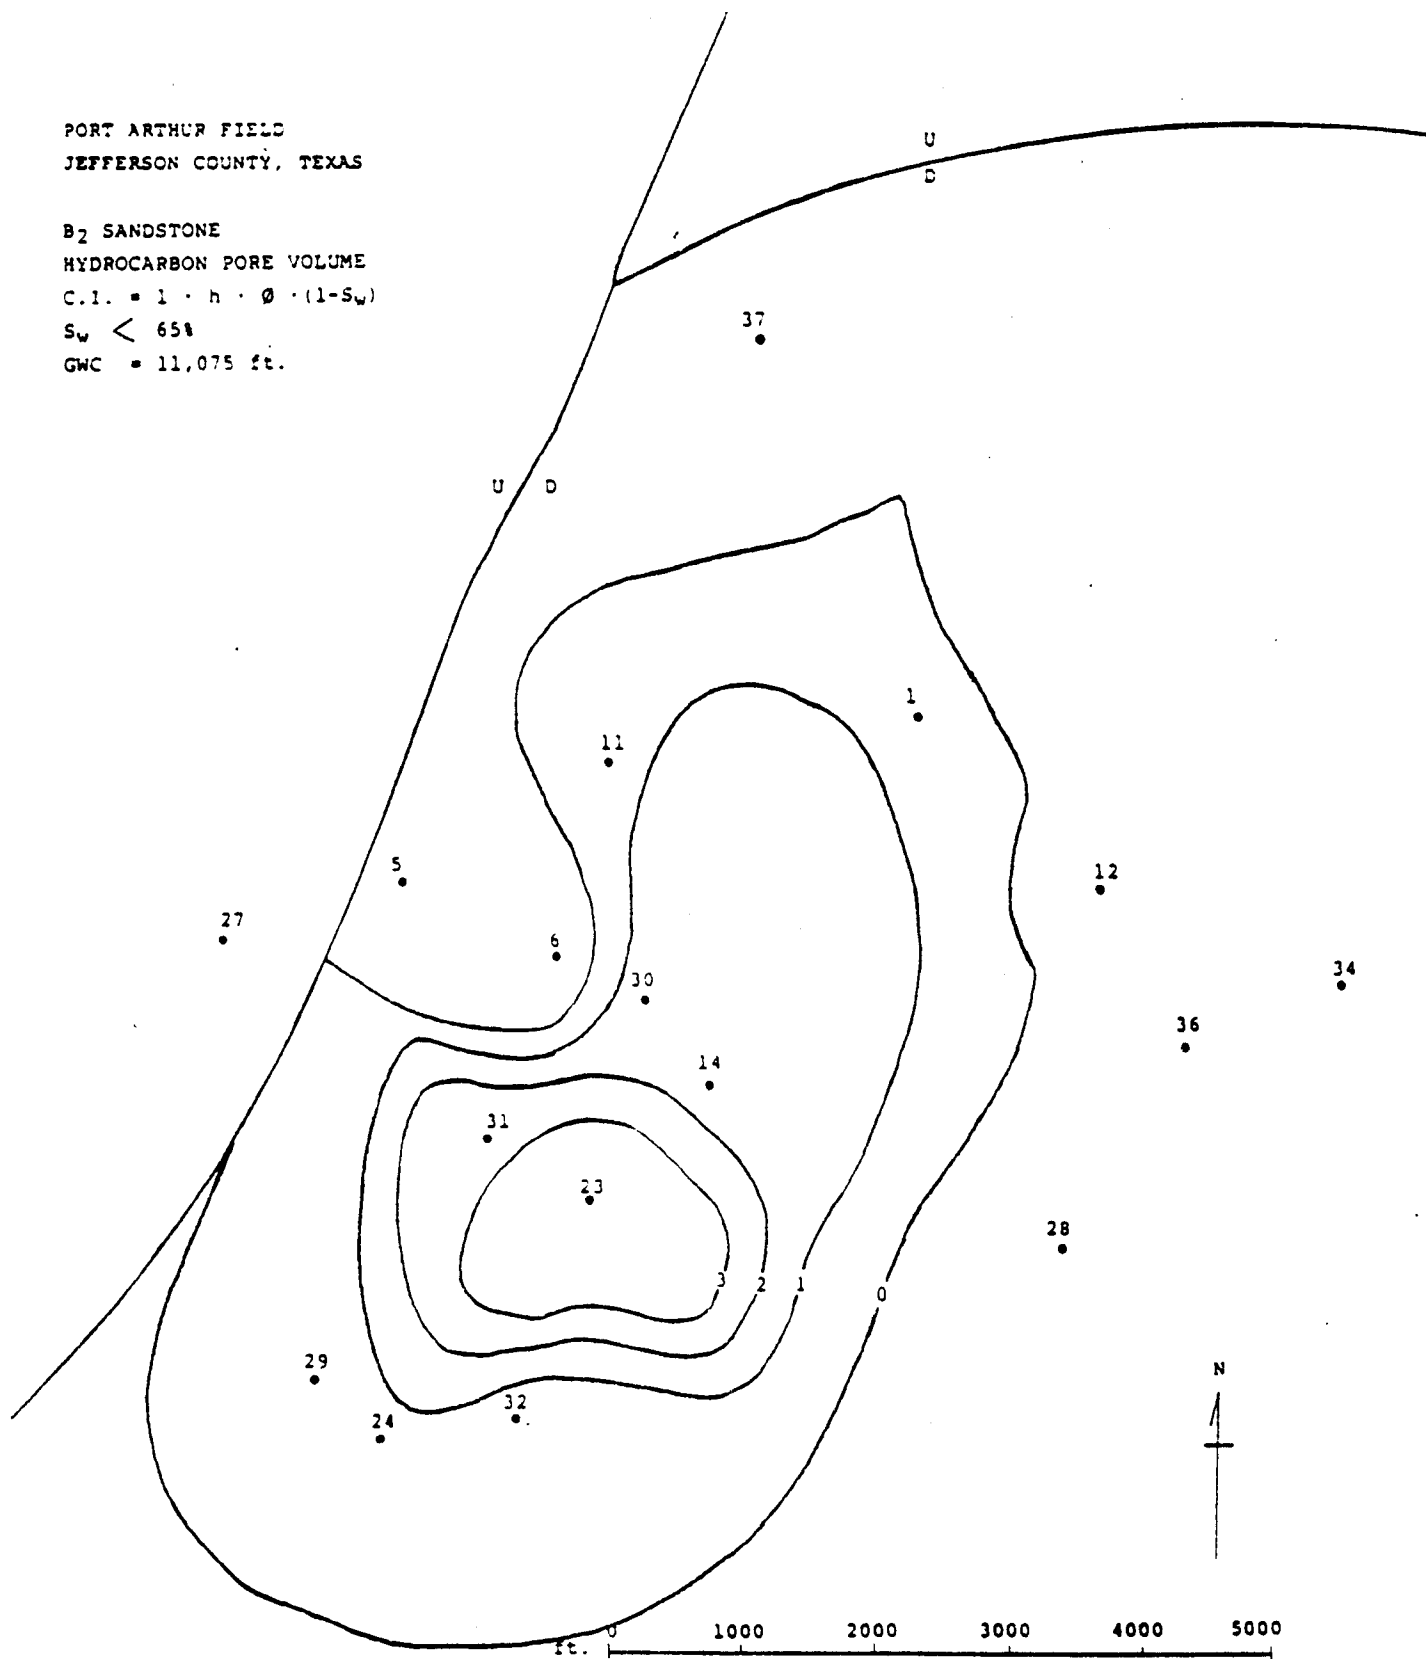 PORT ARTHUR FIELD
JEFFERSON COUNTY, TEXAS
B2 SANDSTONE
HYDROCARBON PORE VOLUME
C.I. = 1 · h · Ø · (1-Sw)
Sw < 65%
GWC = 11,075 ft.
U
D
37
U D
1
11
5
12
27
6
30
34
36
14
31
23
28
3 2 1 0
29
32
24
N
ft. 0 1000 2000 3000 4000 5000